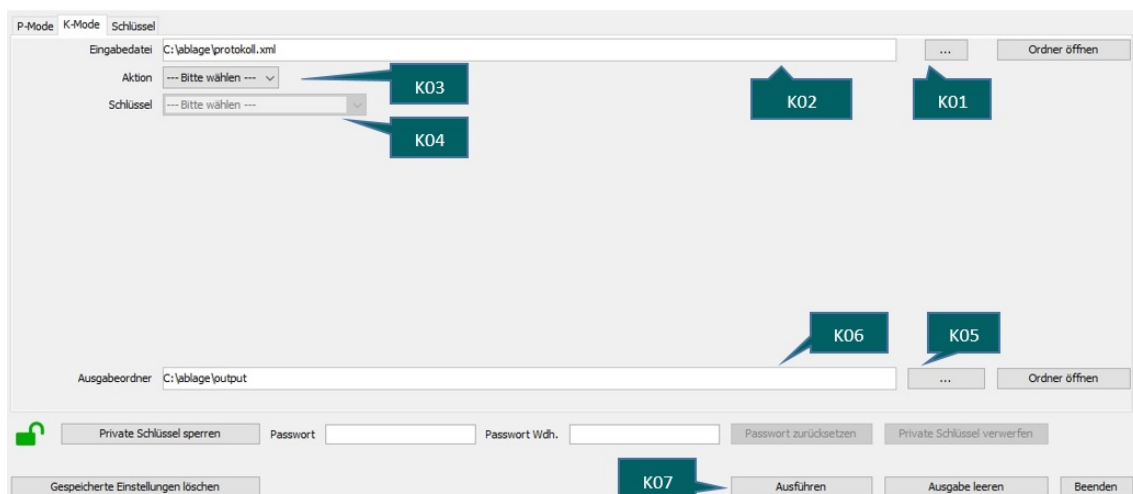 P-Mode K-Mode Schlüssel
Eingabedatei C:\ablage\protokoll.xml ... Ordner öffnen
Aktion --- Bitte wählen ---
K03 K02 K01
Schlüssel --- Bitte wählen ---
K04
K06 K05
Ausgabeordner C:\ablage\output ... Ordner öffnen
Private Schlüssel sperren Passwort Passwort Wdh. Passwort zurücksetzen Private Schlüssel verwerfen
K07
Gespeicherte Einstellungen löschen Ausführen Ausgabe leeren Beenden